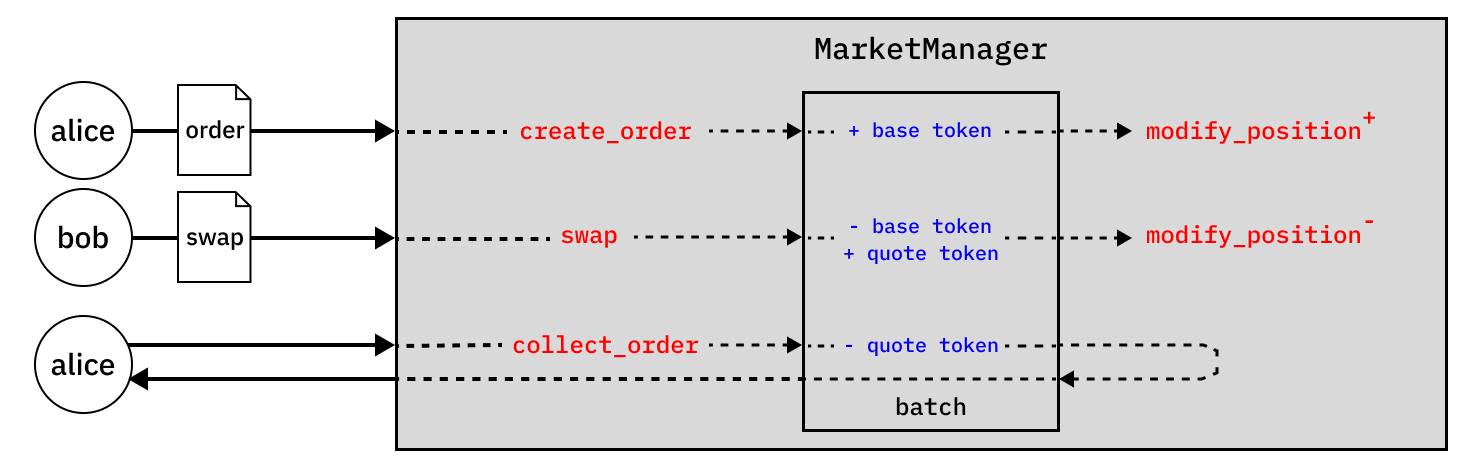 MarketManager
alice order create_order + base token modify_position+
bob swap swap - base token modify_position-
+ quote token
alice collect_order - quote token
batch